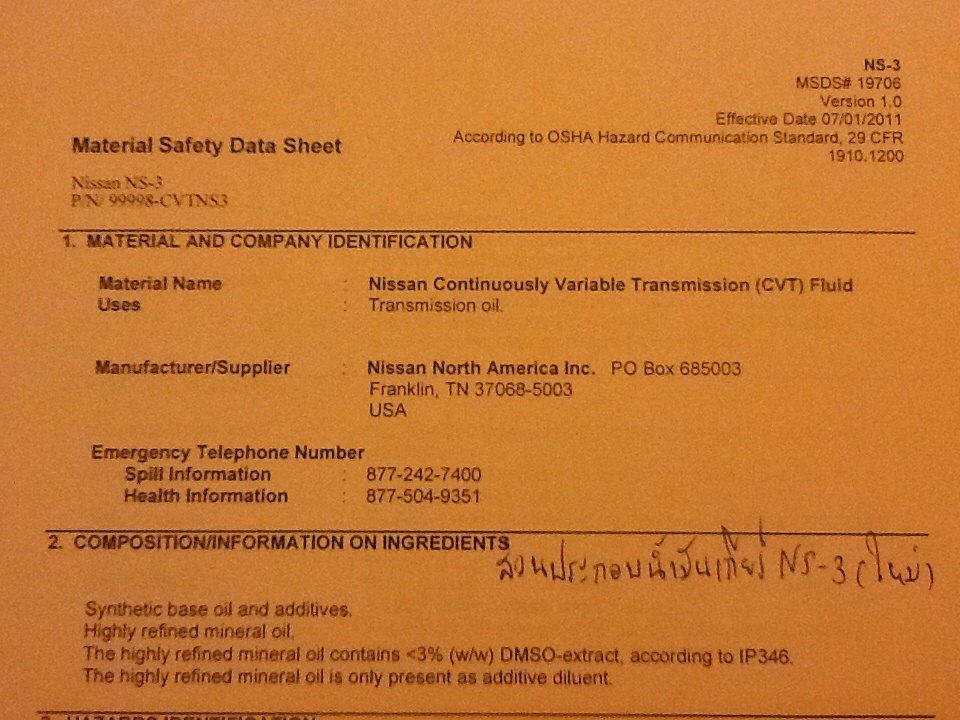 NS-3
MSDS# 19706
Version 1.0
Effective Date 07/01/2011
Material Safety Data Sheet
According to OSHA Hazard Communication Standard, 29 CFR
1910.1200
Nissan NS-3
P/N/ 99998-CVTNS3
1. MATERIAL AND COMPANY IDENTIFICATION
Material Name : Nissan Continuously Variable Transmission (CVT) Fluid
Uses : Transmission oil.
Manufacturer/Supplier : Nissan North America Inc. PO Box 685003
Franklin, TN 37068-5003
USA
Emergency Telephone Number
Spill Information : 877-242-7400
Health Information : 877-504-9351
2. COMPOSITION/INFORMATION ON INGREDIENTS
ส่วนประกอบน้ำมันเกียร์ NS-3 (ใหม่)
Synthetic base oil and additives.
Highly refined mineral oil.
The highly refined mineral oil contains <3% (w/w) DMSO-extract, according to IP346.
The highly refined mineral oil is only present as additive diluent.
3. HAZARDS IDENTIFICATION